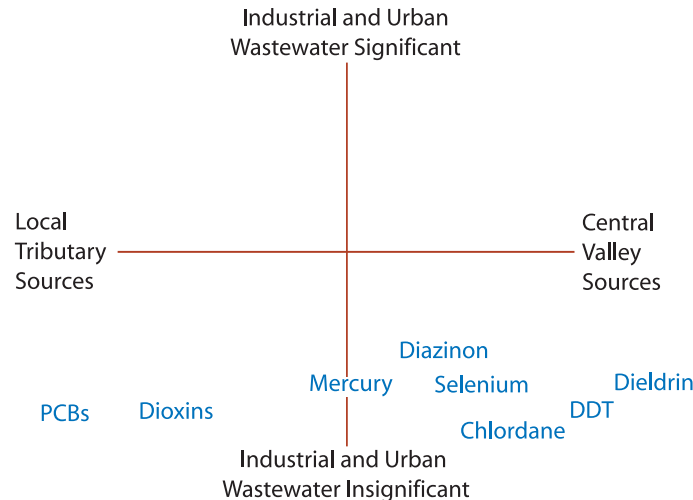 Industrial and Urban
Wastewater Significant
Local
Tributary
Sources
Central
Valley
Sources
Diazinon
Mercury
Selenium
Dieldrin
PCBs
Dioxins
DDT
Chlordane
Industrial and Urban
Wastewater Insignificant